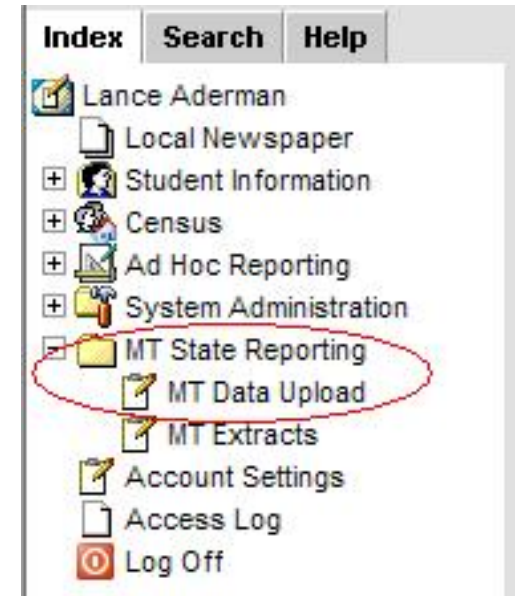 Index Search Help
Lance Aderman
Local Newspaper
Student Information
Census
Ad Hoc Reporting
System Administration
MT State Reporting
MT Data Upload
MT Extracts
Account Settings
Access Log
Log Off